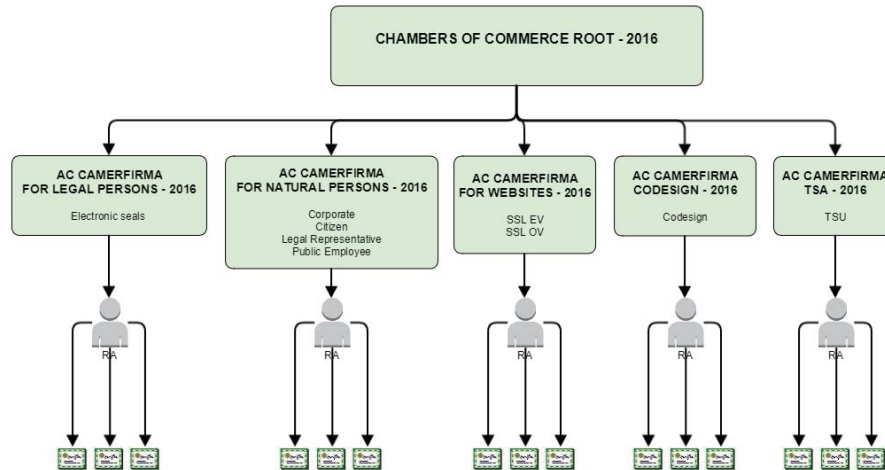 CHAMBERS OF COMMERCE ROOT - 2016
AC CAMERFIRMA
FOR LEGAL PERSONS - 2016
Electronic seals
AC CAMERFIRMA
FOR NATURAL PERSONS - 2016
Corporate
Citizen
Legal Representative
Public Employee
AC CAMERFIRMA
FOR WEBSITES - 2016
SSL EV
SSL OV
AC CAMERFIRMA
CODESIGN - 2016
Codesign
AC CAMERFIRMA
TSA - 2016
TSU
RA
RA
RA
RA
RA